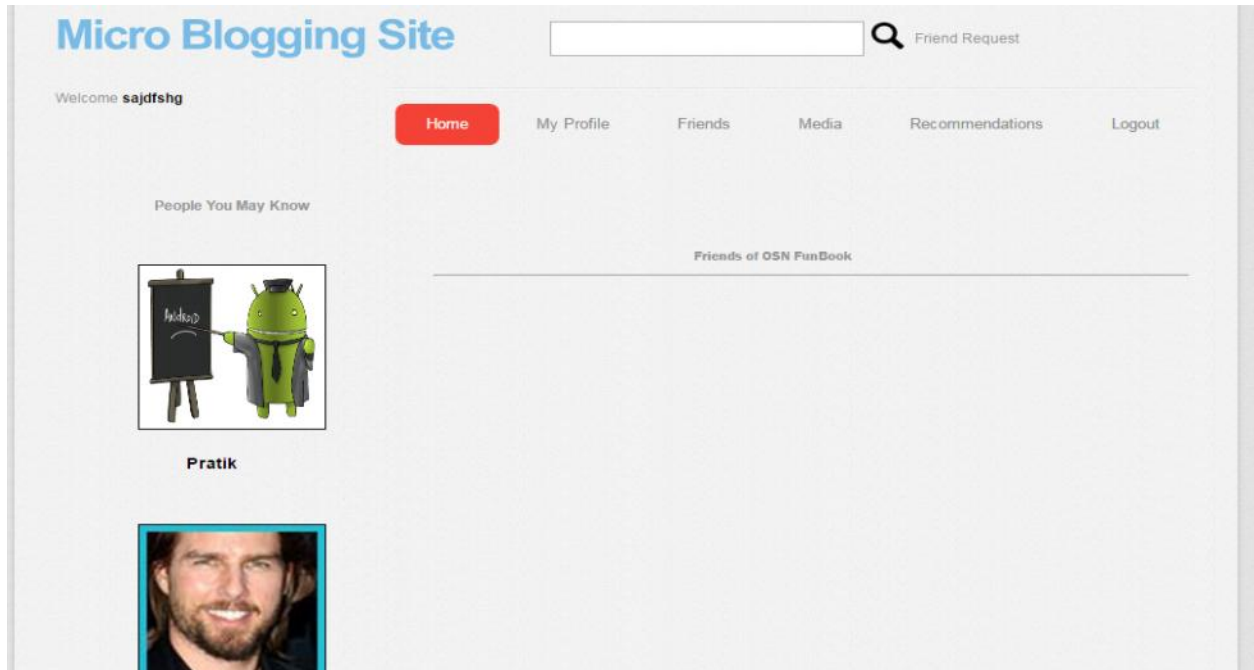 Micro Blogging Site
Friend Request
Welcome sajdfshg
Home My Profile Friends Media Recommendations Logout
People You May Know
Friends of OSN FunBook
Android
Pratik